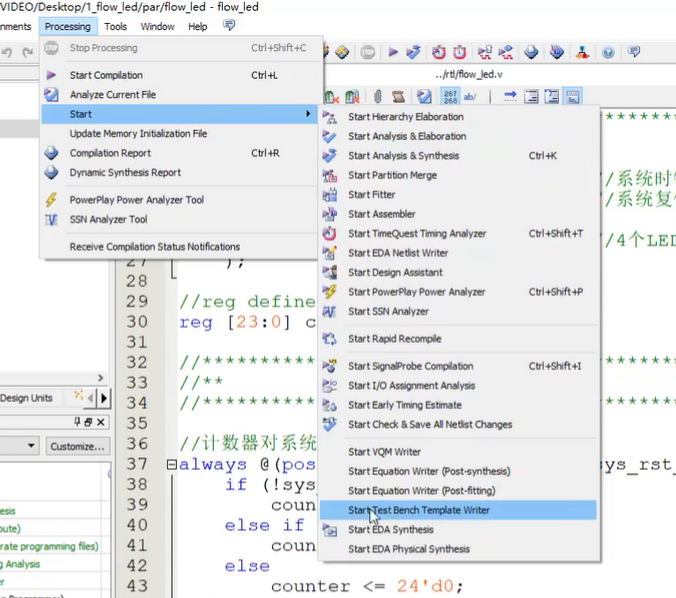 VIDEO/Desktop/1_flow_led/par/flow_led - flow_led
nments Processing Tools Window Help
Stop Processing Ctrl+Shift+C
Start Compilation Ctrl+L
Analyze Current File
Start
Update Memory Initialization File
Compilation Report Ctrl+R
Dynamic Synthesis Report
PowerPlay Power Analyzer Tool
SSN Analyzer Tool
Receive Compilation Status Notifications
../rtl/flow_led.v
267
268
ab/
Start Hierarchy Elaboration
Start Analysis & Elaboration
Start Analysis & Synthesis Ctrl+K
Start Partition Merge
Start Fitter
Start Assembler
Start TimeQuest Timing Analyzer Ctrl+Shift+T
Start EDA Netlist Writer
Start Design Assistant
Start PowerPlay Power Analyzer Ctrl+Shift+P
Start SSN Analyzer
Start Rapid Recompile
Start SignalProbe Compilation Ctrl+Shift+I
Start I/O Assignment Analysis
Start Early Timing Estimate
Start Check & Save All Netlist Changes
Start VQM Writer
Start Equation Writer (Post-synthesis)
Start Equation Writer (Post-fitting)
Start Test Bench Template Writer
Start EDA Synthesis
Start EDA Physical Synthesis
******
//系统时
//系统复
//4个LED
27 );
28
29 //reg define
30 reg [23:0] c
31
32 //**********
33 //**
34 //**********
35
36 //计数器对系统
37 always @(pos sys_rst_
38 if (!sys_
39 coun
40 else if
41 coun
42 else
43 counter <= 24'd0;
Design Units
Customize...
esis
oute)
rate programming files)
g Analysis
r